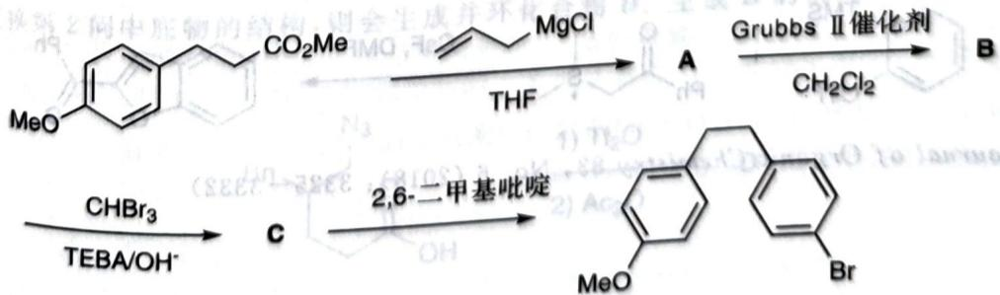 CO₂Me
MgCl
Grubbs Ⅱ催化剂
A
B
THF
CH₂Cl₂
MeO
CHBr₃
2,6-二甲基吡啶
C
TEBA/OH⁻
MeO
Br